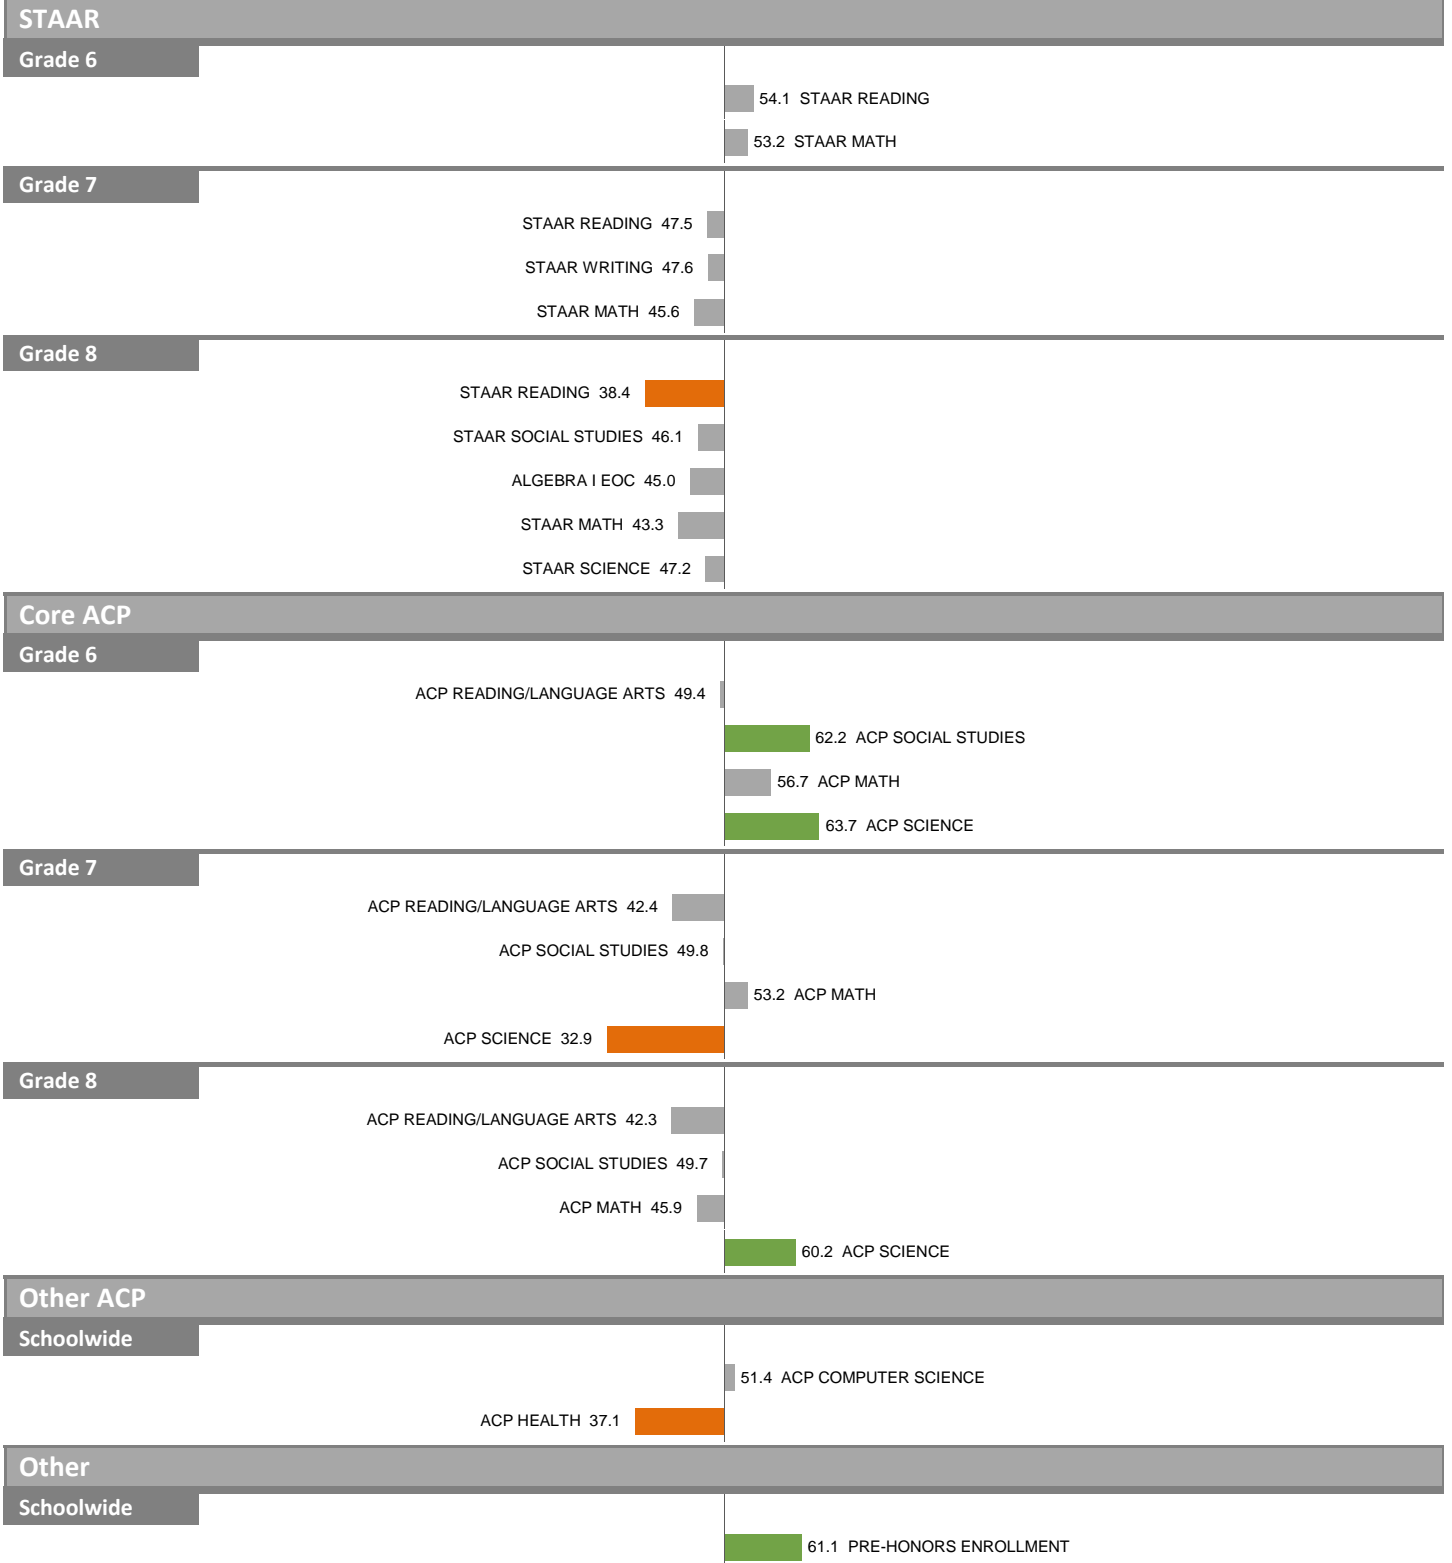 STAAR
Grade 6
54.1 STAAR READING
53.2 STAAR MATH
Grade 7
STAAR READING 47.5
STAAR WRITING 47.6
STAAR MATH 45.6
Grade 8
STAAR READING 38.4
STAAR SOCIAL STUDIES 46.1
ALGEBRA I EOC 45.0
STAAR MATH 43.3
STAAR SCIENCE 47.2
Core ACP
Grade 6
ACP READING/LANGUAGE ARTS 49.4
62.2 ACP SOCIAL STUDIES
56.7 ACP MATH
63.7 ACP SCIENCE
Grade 7
ACP READING/LANGUAGE ARTS 42.4
ACP SOCIAL STUDIES 49.8
53.2 ACP MATH
ACP SCIENCE 32.9
Grade 8
ACP READING/LANGUAGE ARTS 42.3
ACP SOCIAL STUDIES 49.7
ACP MATH 45.9
60.2 ACP SCIENCE
Other ACP
Schoolwide
51.4 ACP COMPUTER SCIENCE
ACP HEALTH 37.1
Other
Schoolwide
61.1 PRE-HONORS ENROLLMENT